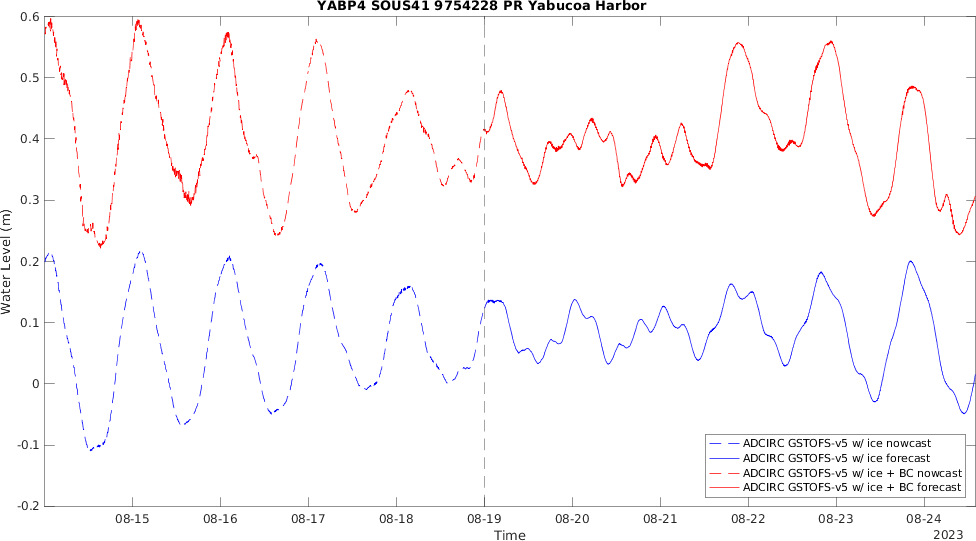 YABP4 SOUS41 9754228 PR Yabucoa Harbor
0.6
0.5
0.4
0.3
0.2
0.1
0
-0.1
-0.2
Water Level (m)
ADCIRC GSTOFS-v5 w/ ice nowcast
ADCIRC GSTOFS-v5 w/ ice forecast
ADCIRC GSTOFS-v5 w/ ice + BC nowcast
ADCIRC GSTOFS-v5 w/ ice + BC forecast
08-15 08-16 08-17 08-18 08-19 08-20 08-21 08-22 08-23 08-24
Time
2023